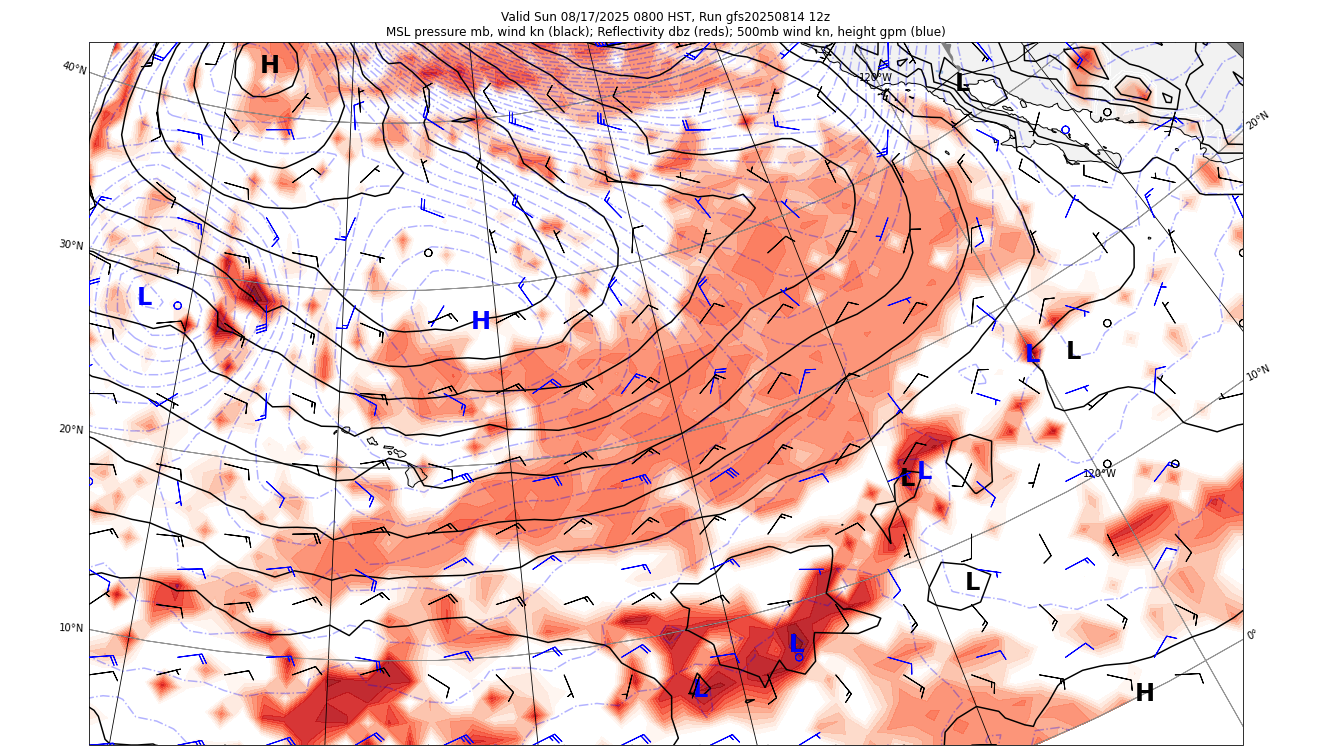 Valid Sun 08/17/2025 0800 HST, Run gfs20250814 12z
MSL pressure mb, wind kn (black); Reflectivity dbz (reds); 500mb wind kn, height gpm (blue)
40°N
H
120°W
L
20°N
30°N
L
H
L
L
10°N
20°N
L
L
120°W
L
10°N
L
0°
L
H